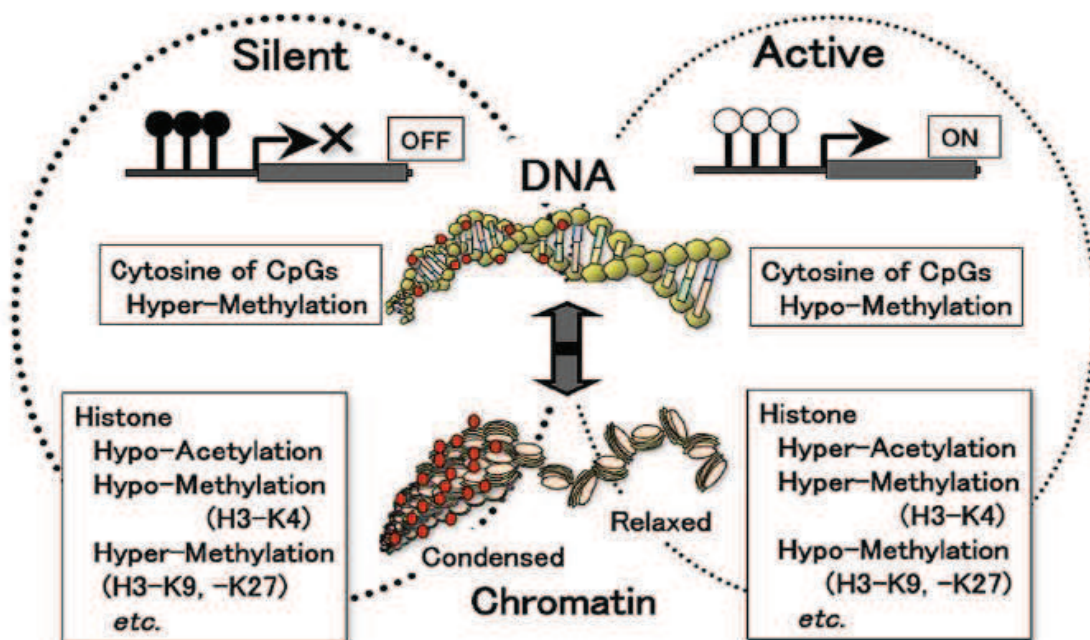 Silent
Active
OFF
ON
DNA
Cytosine of CpGs
Hyper-Methylation
Cytosine of CpGs
Hypo-Methylation
Histone
Hypo-Acetylation
Hypo-Methylation
(H3-K4)
Hyper-Methylation
(H3-K9, -K27)
etc.
Condensed
Relaxed
Chromatin
Histone
Hyper-Acetylation
Hyper-Methylation
(H3-K4)
Hypo-Methylation
(H3-K9, -K27)
etc.